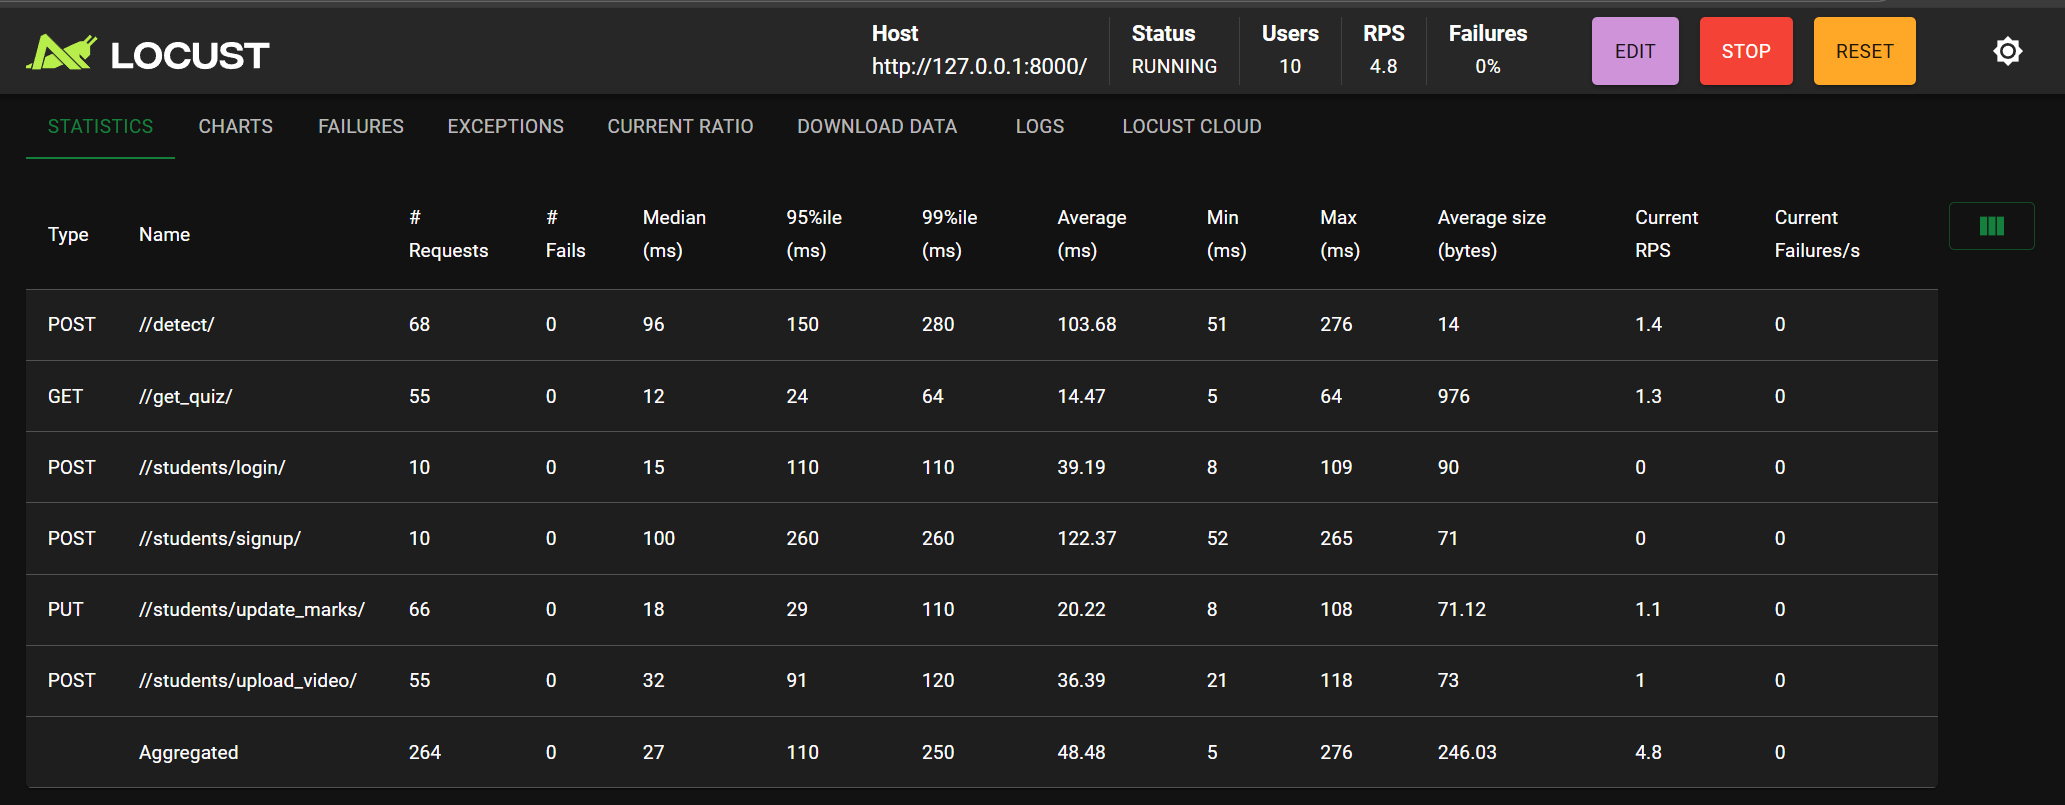 LOCUST
Host
http://127.0.0.1:8000/
Status
RUNNING
Users
10
RPS
4.8
Failures
0%
EDIT
STOP
RESET
STATISTICS CHARTS FAILURES EXCEPTIONS CURRENT RATIO DOWNLOAD DATA LOGS LOCUST CLOUD
Type Name # Requests # Fails Median (ms) 95%ile (ms) 99%ile (ms) Average (ms) Min (ms) Max (ms) Average size (bytes) Current RPS Current Failures/s
POST //detect/ 68 0 96 150 280 103.68 51 276 14 1.4 0
GET //get_quiz/ 55 0 12 24 64 14.47 5 64 976 1.3 0
POST //students/login/ 10 0 15 110 110 39.19 8 109 90 0 0
POST //students/signup/ 10 0 100 260 260 122.37 52 265 71 0 0
PUT //students/update_marks/ 66 0 18 29 110 20.22 8 108 71.12 1.1 0
POST //students/upload_video/ 55 0 32 91 120 36.39 21 118 73 1 0
Aggregated 264 0 27 110 250 48.48 5 276 246.03 4.8 0